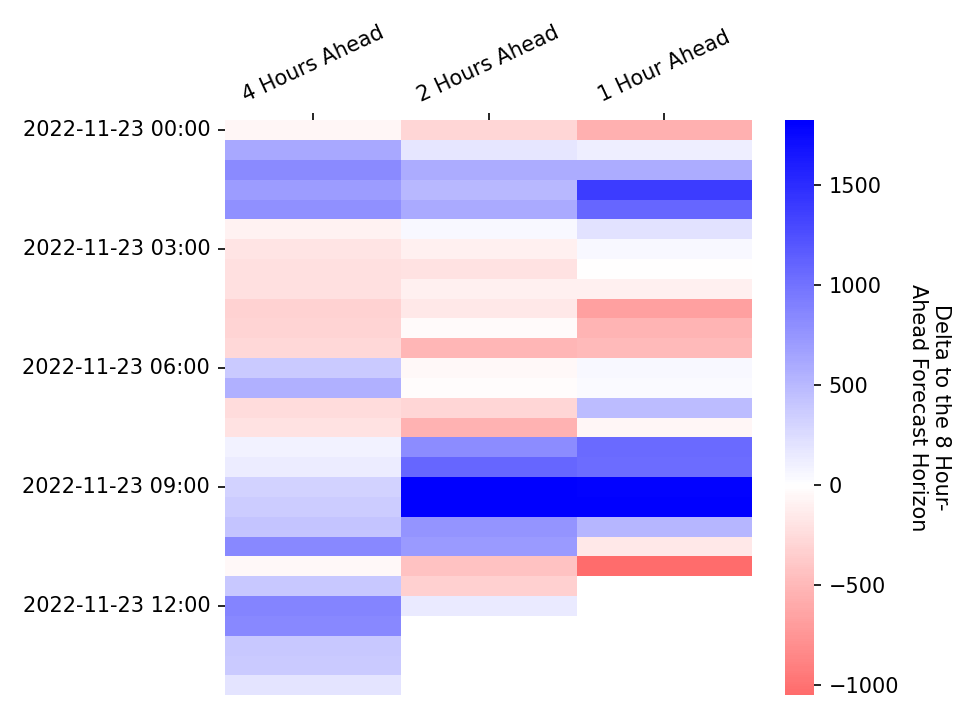 4 Hours Ahead
2 Hours Ahead
1 Hour Ahead
2022-11-23 00:00
2022-11-23 03:00
2022-11-23 06:00
2022-11-23 09:00
2022-11-23 12:00
1500
1000
500
0
−500
−1000
Delta to the 8 Hour-
Ahead Forecast Horizon